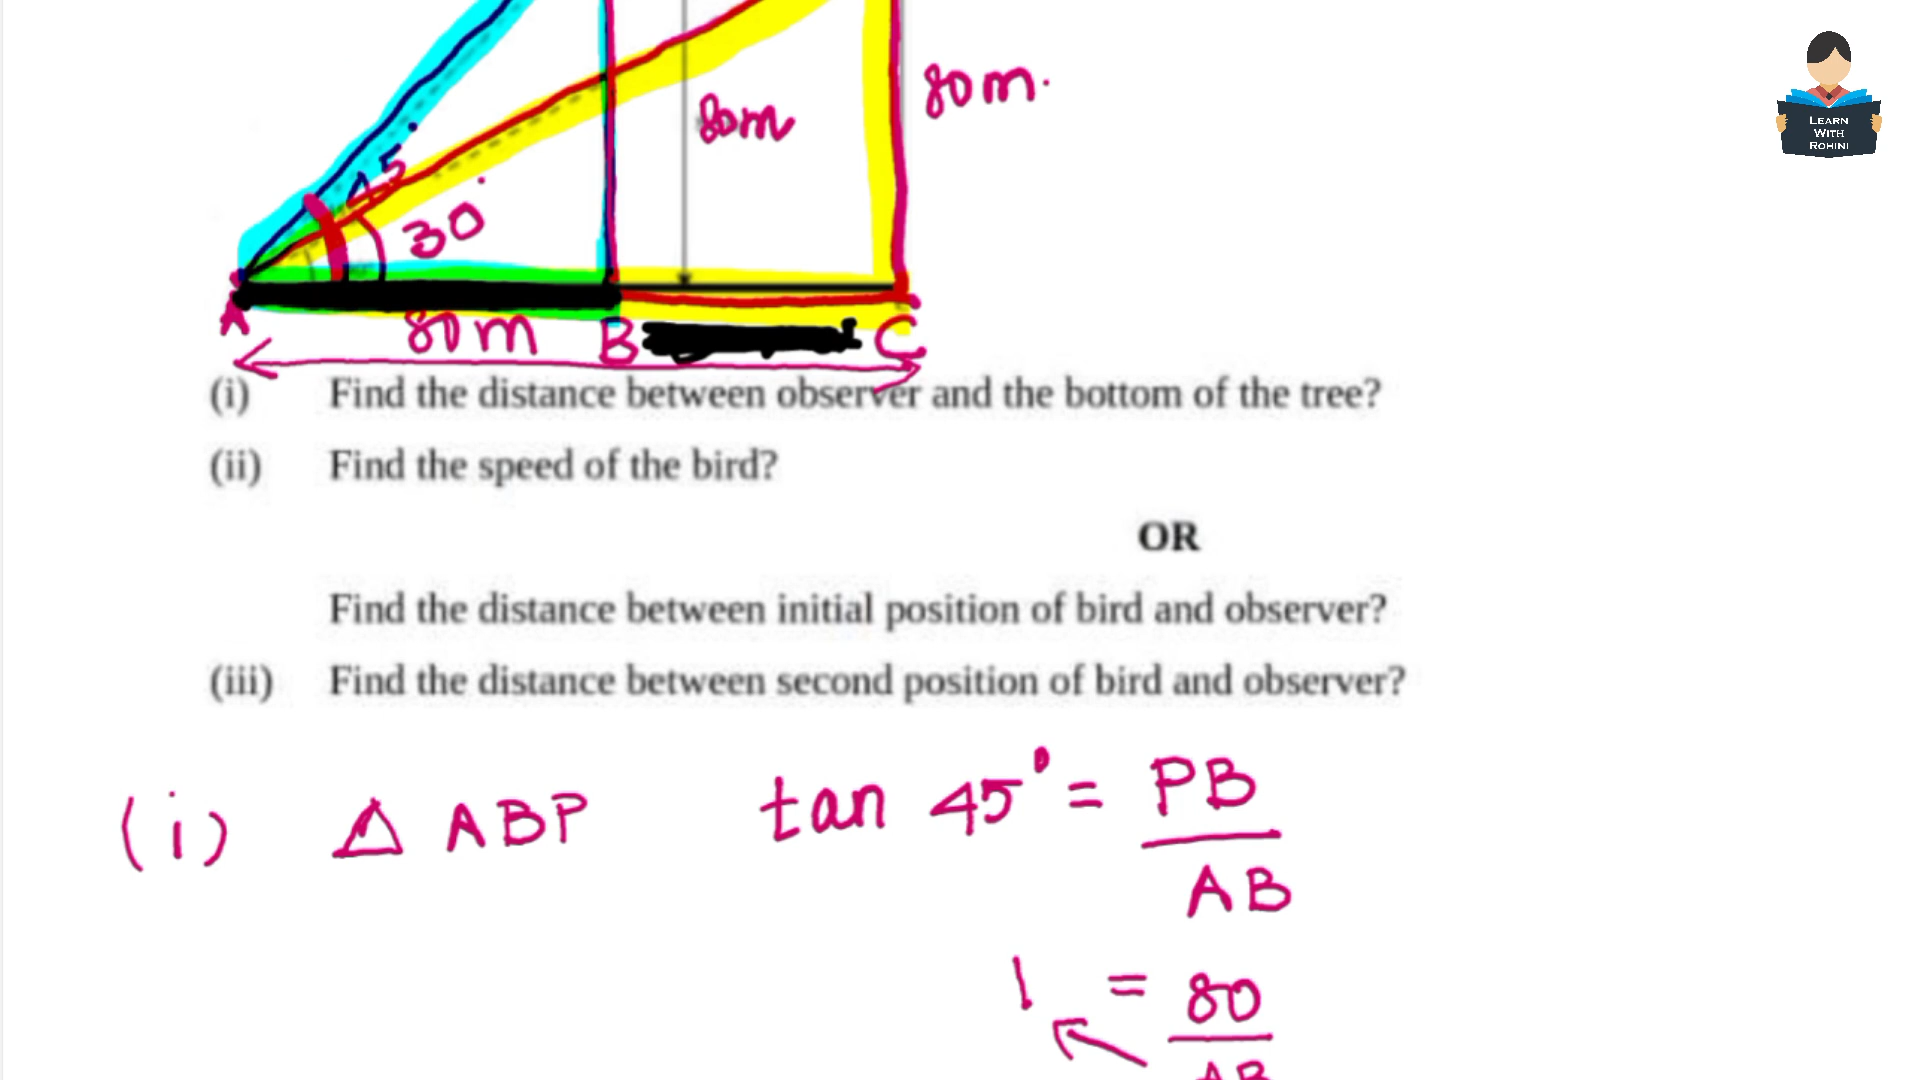 80m.
80m
LEARN
WITH
ROHINI
45°
30°
A 80m B C
(i) Find the distance between observer and the bottom of the tree?
(ii) Find the speed of the bird?
OR
Find the distance between initial position of bird and observer?
(iii) Find the distance between second position of bird and observer?
(i) △ ABP tan 45° = PB
AB
1 = 80
AB